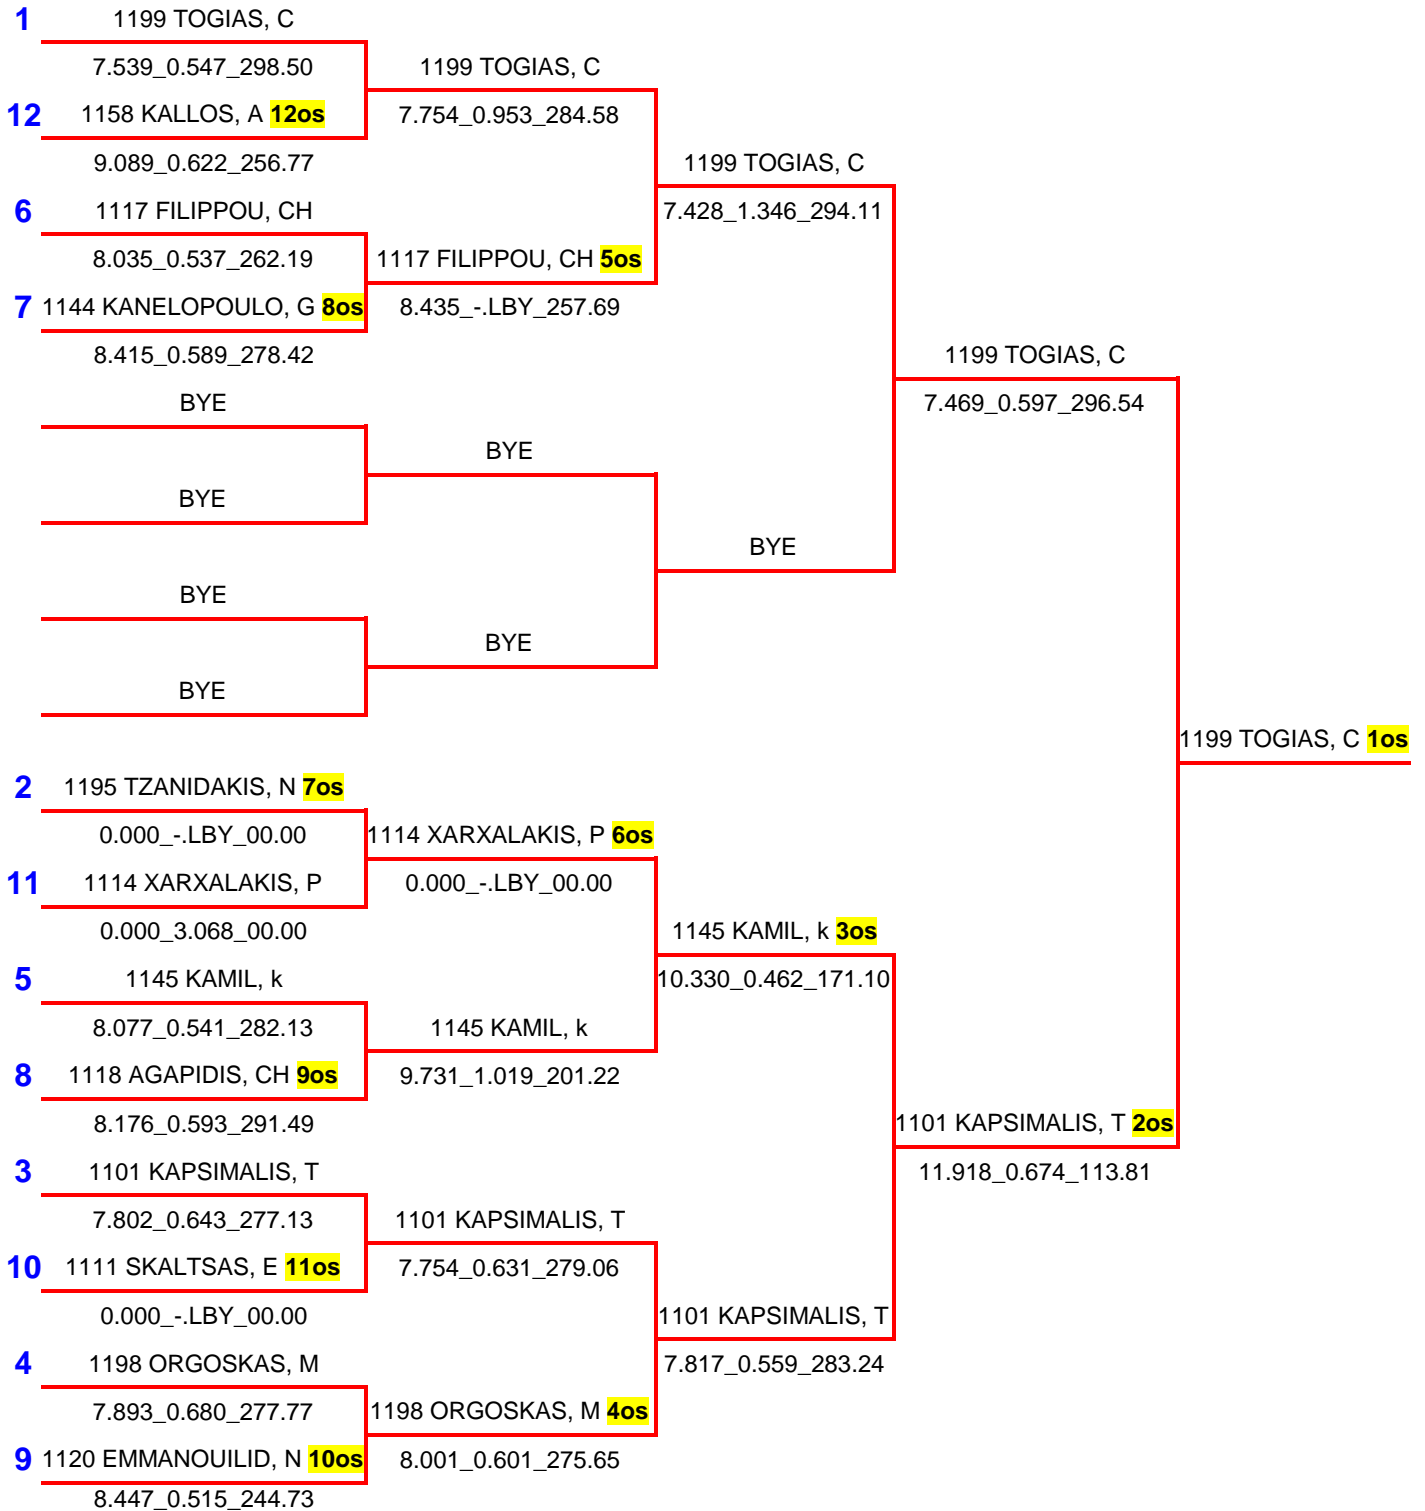 1 1199 TOGIAS, C
7.539_0.547_298.50
1199 TOGIAS, C
12 1158 KALLOS, A 12os
7.754_0.953_284.58
9.089_0.622_256.77
1199 TOGIAS, C
6 1117 FILIPPOU, CH
7.428_1.346_294.11
8.035_0.537_262.19
1117 FILIPPOU, CH 5os
7 1144 KANELOPOULO, G 8os
8.435_-.LBY_257.69
8.415_0.589_278.42
1199 TOGIAS, C
BYE
7.469_0.597_296.54
BYE
BYE
BYE
BYE
BYE
BYE
1199 TOGIAS, C 1os
2 1195 TZANIDAKIS, N 7os
0.000_-.LBY_00.00
1114 XARXALAKIS, P 6os
11 1114 XARXALAKIS, P
0.000_-.LBY_00.00
0.000_3.068_00.00
1145 KAMIL, k 3os
5 1145 KAMIL, k
10.330_0.462_171.10
8.077_0.541_282.13
1145 KAMIL, k
8 1118 AGAPIDIS, CH 9os
9.731_1.019_201.22
8.176_0.593_291.49
1101 KAPSIMALIS, T 2os
3 1101 KAPSIMALIS, T
11.918_0.674_113.81
7.802_0.643_277.13
1101 KAPSIMALIS, T
10 1111 SKALTSAS, E 11os
7.754_0.631_279.06
0.000_-.LBY_00.00
1101 KAPSIMALIS, T
4 1198 ORGOSKAS, M
7.817_0.559_283.24
7.893_0.680_277.77
1198 ORGOSKAS, M 4os
9 1120 EMMANOUILID, N 10os
8.001_0.601_275.65
8.447_0.515_244.73